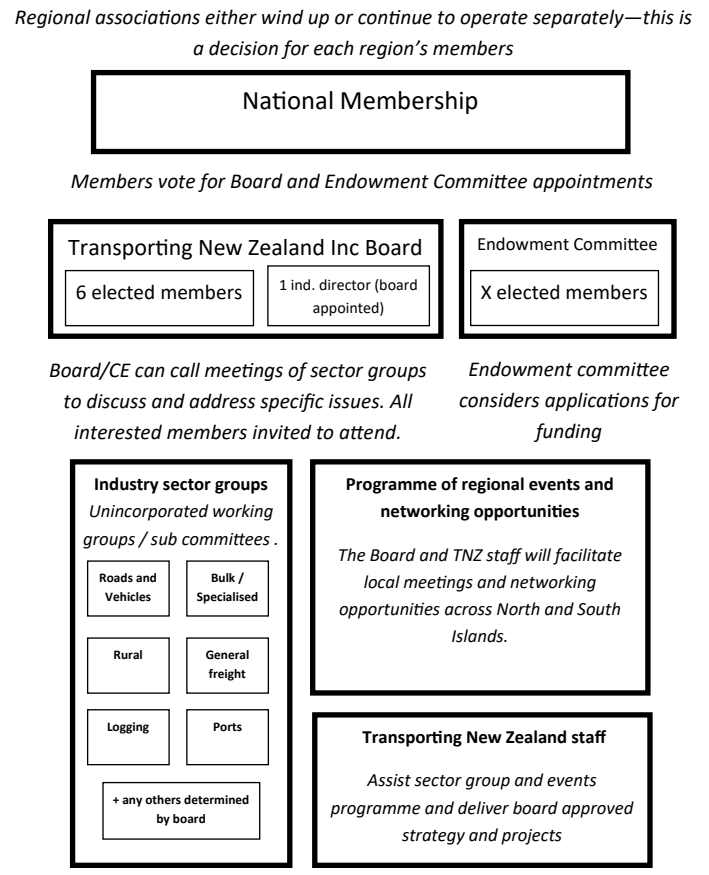 Regional associations either wind up or continue to operate separately—this is
a decision for each region's members
National Membership
Members vote for Board and Endowment Committee appointments
Transporting New Zealand Inc Board
6 elected members
1 ind. director (board
appointed)
Endowment Committee
X elected members
Board/CE can call meetings of sector groups
to discuss and address specific issues. All
interested members invited to attend.
Endowment committee
considers applications for
funding
Industry sector groups
Unincorporated working
groups / sub committees .
Roads and
Vehicles
Bulk /
Specialised
Rural
General
freight
Logging
Ports
+ any others determined
by board
Programme of regional events and
networking opportunities
The Board and TNZ staff will facilitate
local meetings and networking
opportunities across North and South
Islands.
Transporting New Zealand staff
Assist sector group and events
programme and deliver board approved
strategy and projects